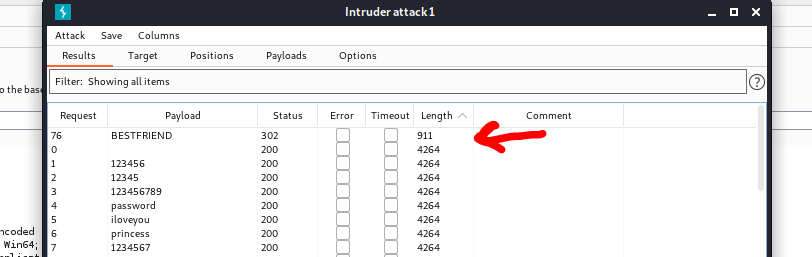 Intruder attack1
Attack Save Columns
Results Target Positions Payloads Options
Filter: Showing all items ?
o the base
Request Payload Status Error Timeout Length Comment
76 BESTFRIEND 302 911
0 200 4264
1 123456 200 4264
2 12345 200 4264
3 123456789 200 4264
4 password 200 4264
5 iloveyou 200 4264
ncoded 6 princess 200 4264
Win64; 7 1234567 200 4264